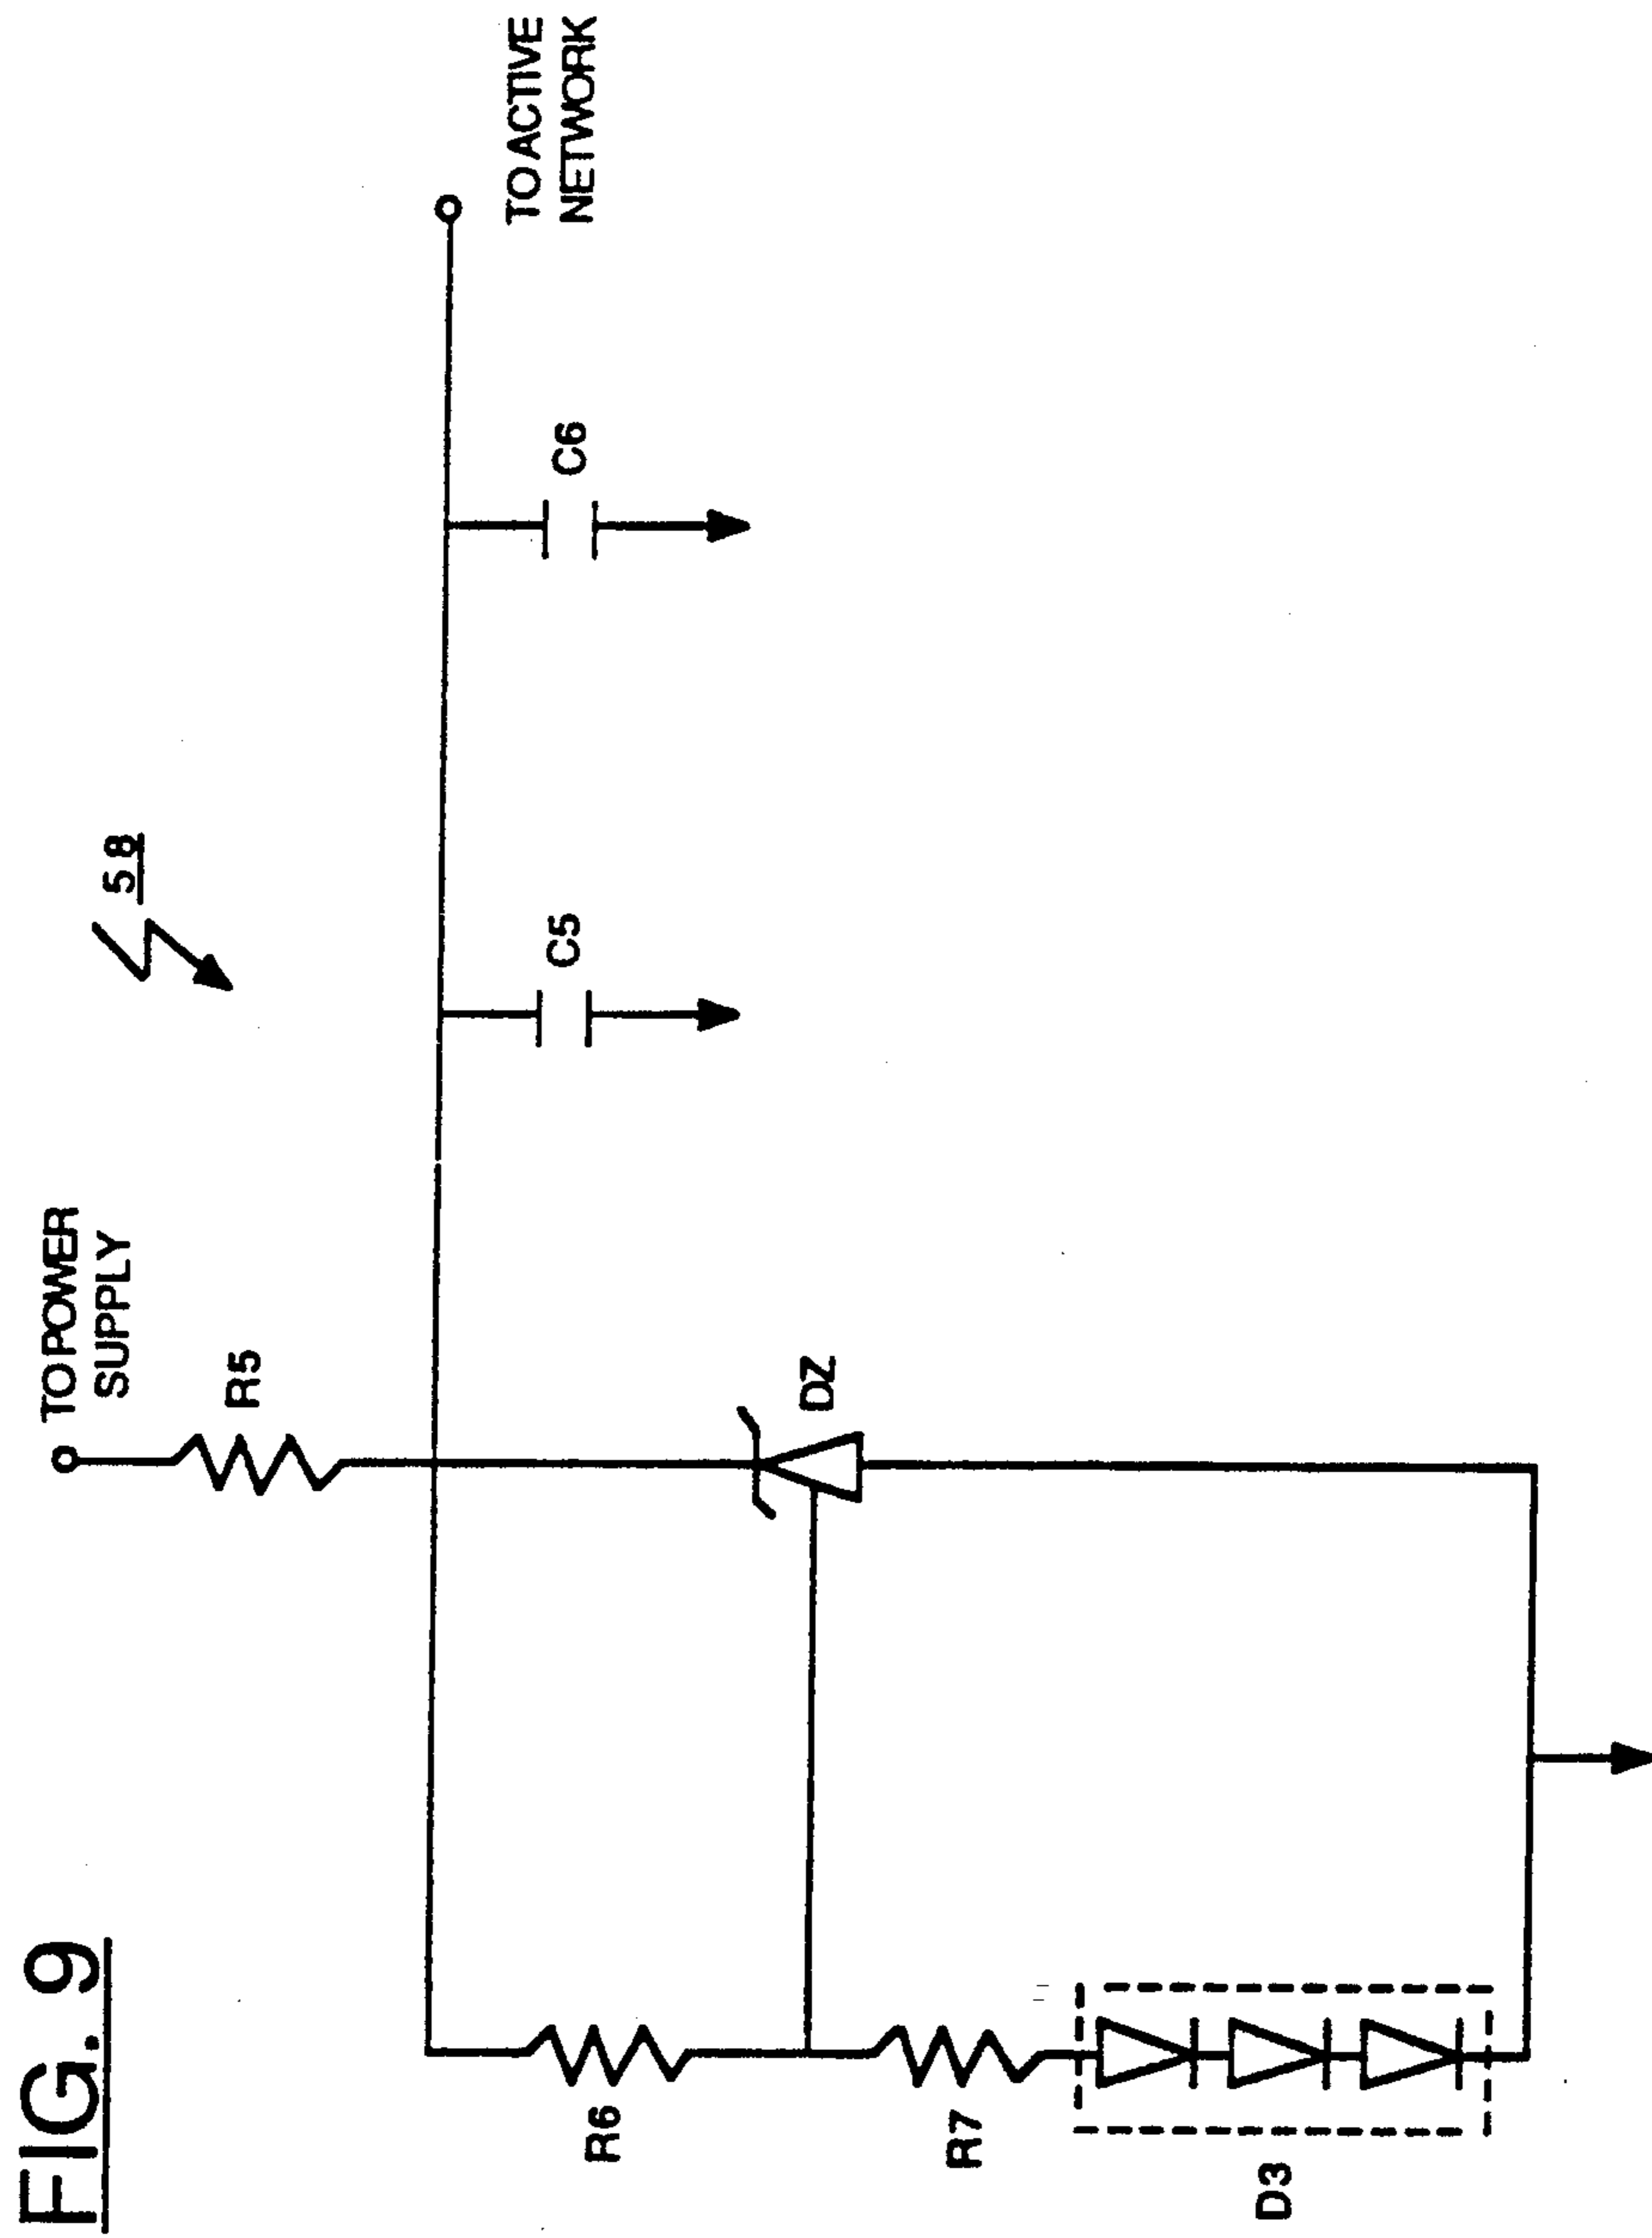 FIG. 9
TO POWER
SUPPLY
58
R5
TO ACTIVE
NETWORK
C5
C6
R6
DZ
R7
D3